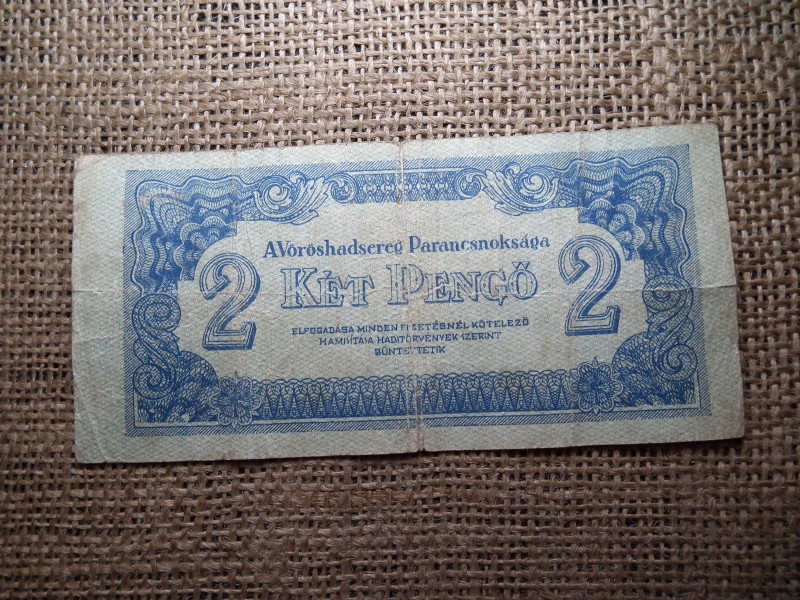 A Vöröshadsereg Parancsnoksága
2 KÉT PENGŐ 2
ELFOGADÁSA MINDEN FIZETÉSNÉL KÖTELEZŐ
HAMISÍTÁSA HADITÖRVÉNYEK SZERINT
BÜNTETTETIK